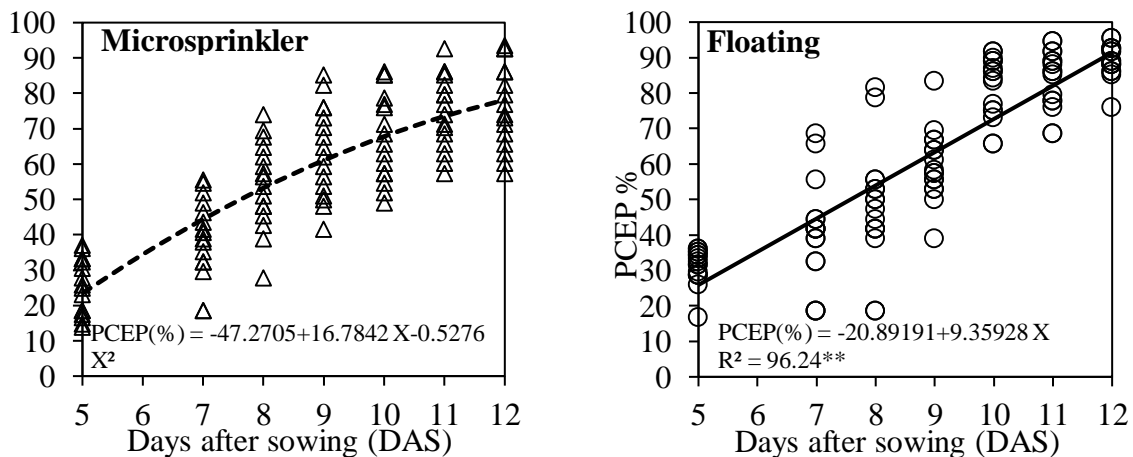 Microsprinkler
100
90
80
70
60
50
40
30
20
10
0
PCEP(%) = -47.2705+16.7842 X-0.5276
X²
5 6 7 8 9 10 11 12
Days after sowing (DAS)
Floating
PCEP %
100
90
80
70
60
50
40
30
20
10
0
PCEP(%) = -20.89191+9.35928 X
R² = 96.24**
5 6 7 8 9 10 11 12
Days after sowing (DAS)